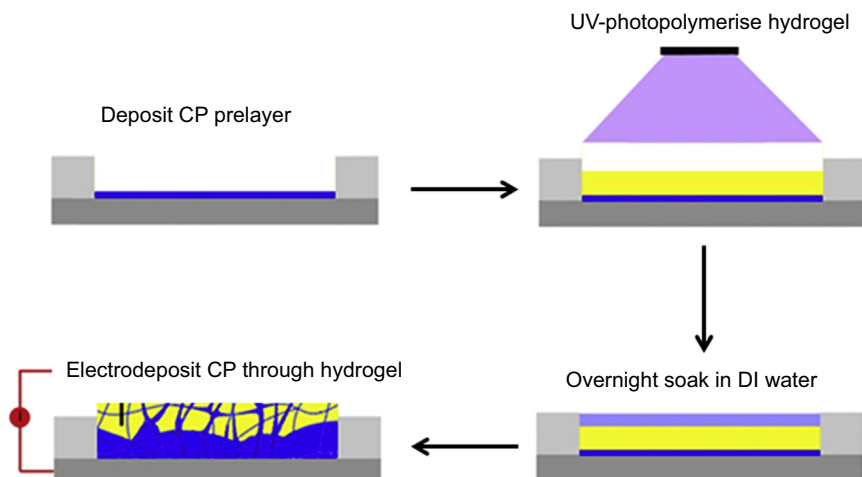 Deposit CP prelayer
UV-photopolymerise hydrogel
Overnight soak in DI water
Electrodeposit CP through hydrogel
I